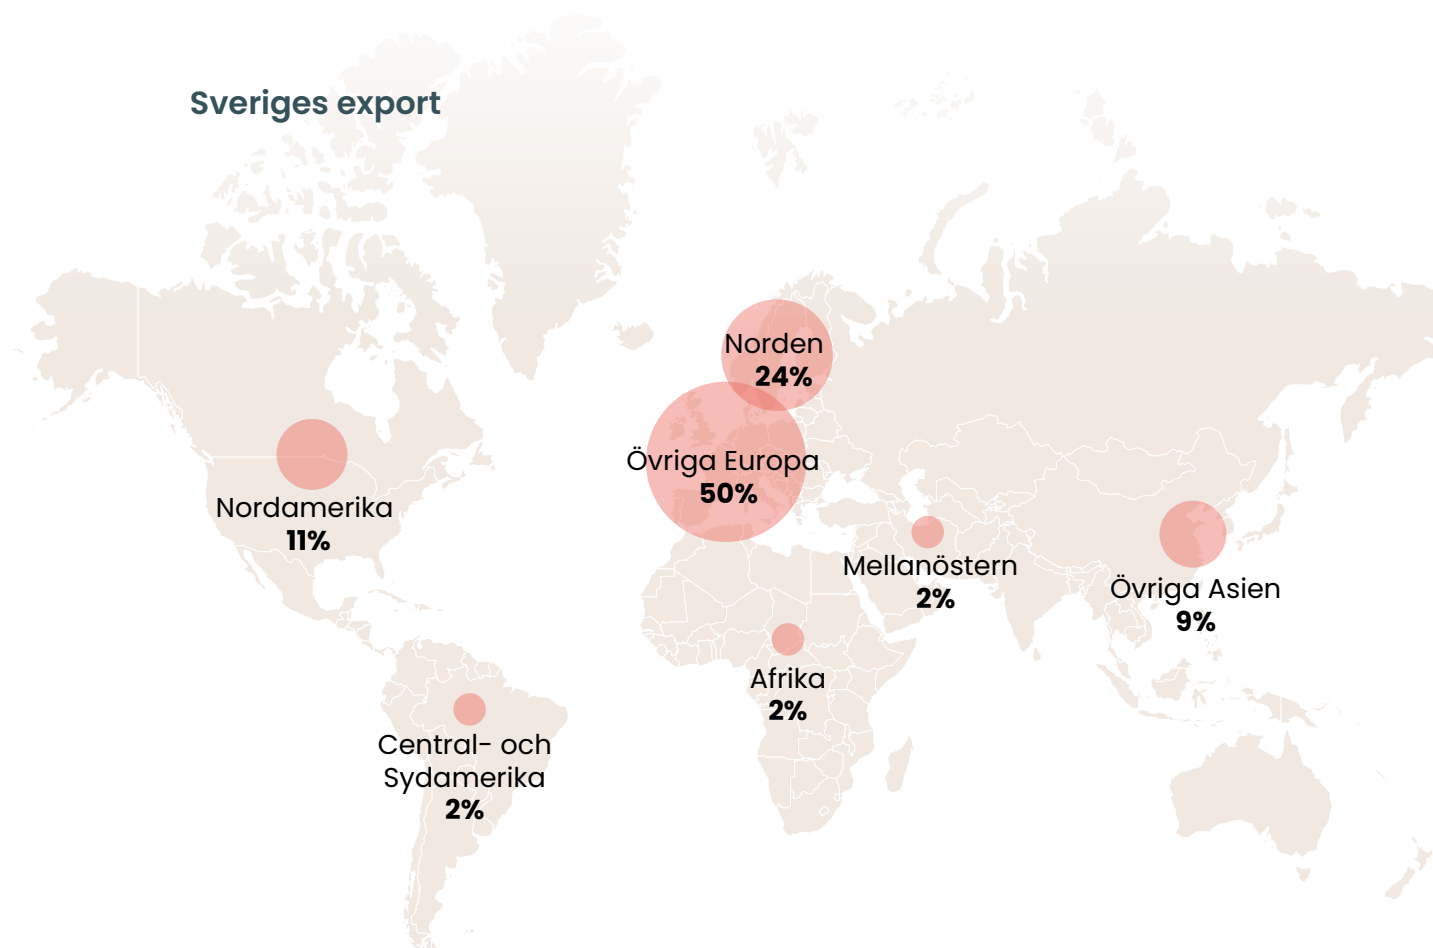 Sveriges export
Norden
24%
Övriga Europa
50%
Nordamerika
11%
Mellanöstern
2%
Övriga Asien
9%
Afrika
2%
Central- och
Sydamerika
2%